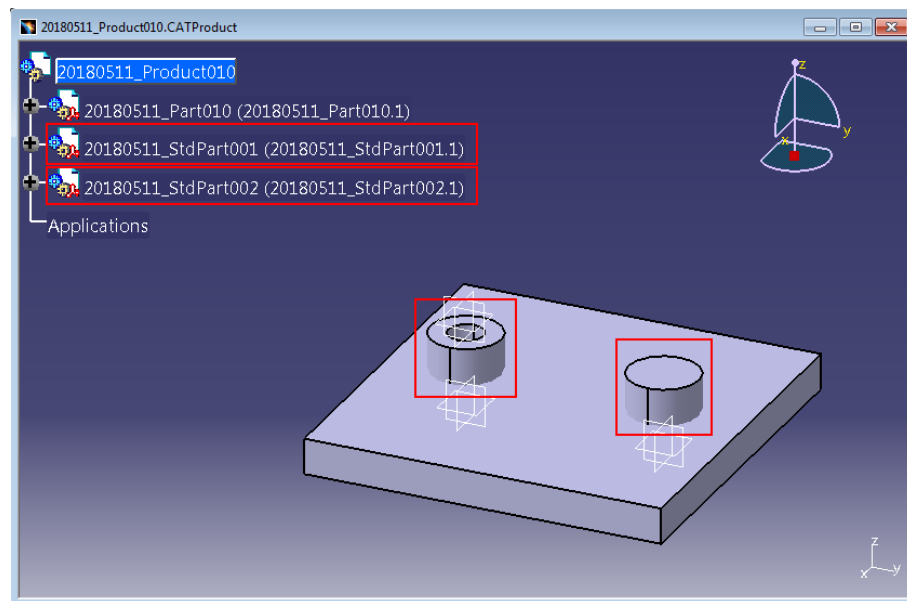 20180511_Product010.CATProduct
20180511_Product010
20180511_Part010 (20180511_Part010.1)
20180511_StdPart001 (20180511_StdPart001.1)
20180511_StdPart002 (20180511_StdPart002.1)
Applications
z
y
x
z
y
x